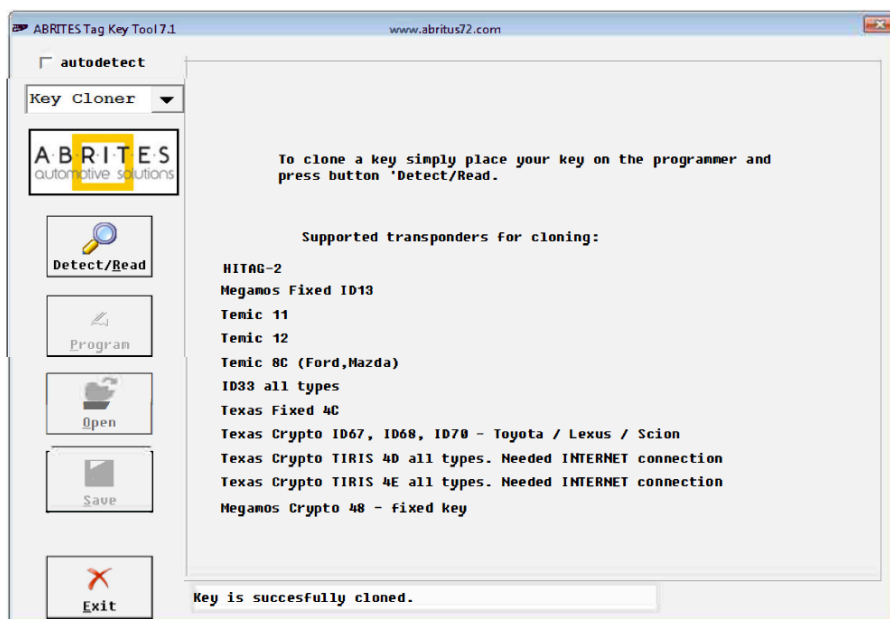 ABRITES Tag Key Tool 7.1
www.abritus72.com
autodetect
Key Cloner
A·B·R·I·T·E·S
automotive solutions
Detect/Read
Program
Open
Save
Exit
To clone a key simply place your key on the programmer and
press button 'Detect/Read.
Supported transponders for cloning:
HITAG-2
Megamos Fixed ID13
Temic 11
Temic 12
Temic 8C (Ford,Mazda)
ID33 all types
Texas Fixed 4C
Texas Crypto ID67, ID68, ID70 - Toyota / Lexus / Scion
Texas Crypto TIRIS 4D all types. Needed INTERNET connection
Texas Crypto TIRIS 4E all types. Needed INTERNET connection
Megamos Crypto 48 - fixed key
Key is succesfully cloned.